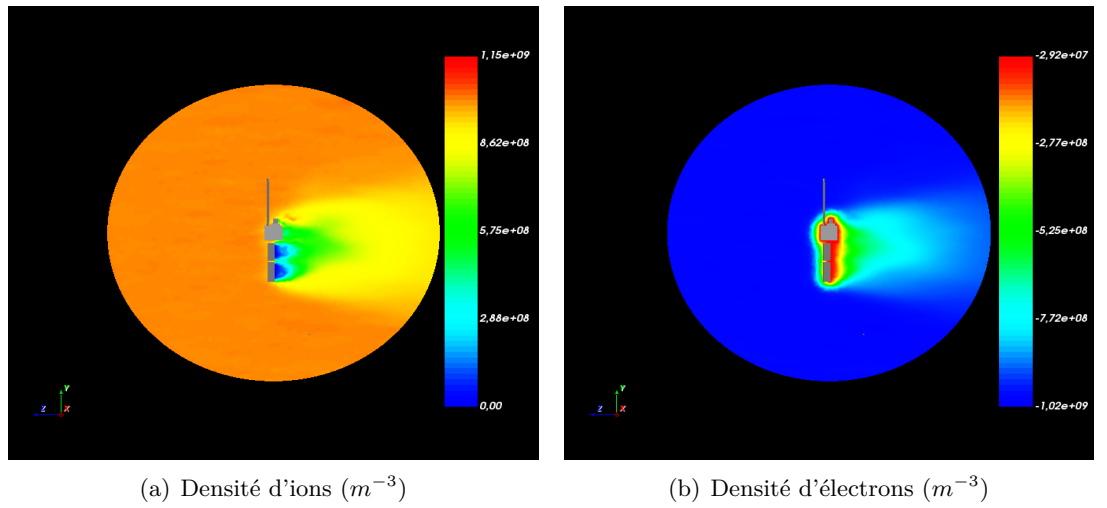 1,15e+09
8,62e+08
5,75e+08
2,88e+08
0,00
Y
Z
X
(a) Densité d'ions (m⁻³)
-2,92e+07
-2,77e+08
-5,25e+08
-7,72e+08
-1,02e+09
Y
Z
X
(b) Densité d'électrons (m⁻³)